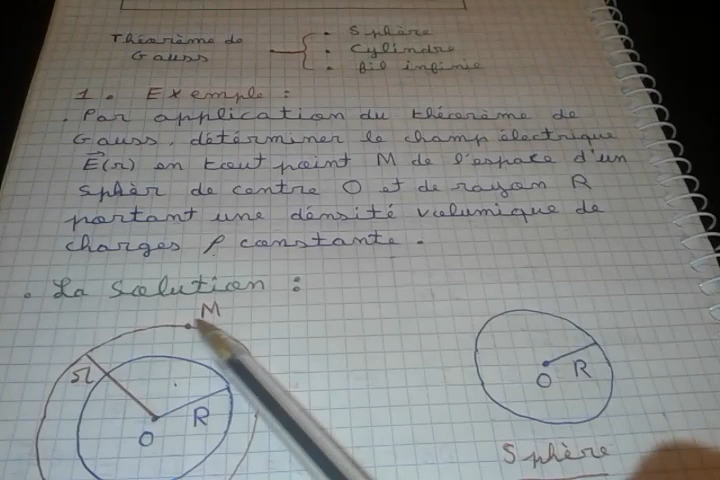 Théorème de Gauss
. Sphère
. Cylindre
. fil infinie
1. Exemple :
. Par application du théorème de
Gauss, détérminer le champ électrique
E(r) en tout point M de l'espace d'un
sphèr de centre O et de rayon R
portant une dénsité volumique de
charges ρ constante.
. La solution :
M
r
R
O
R
O
Sphère